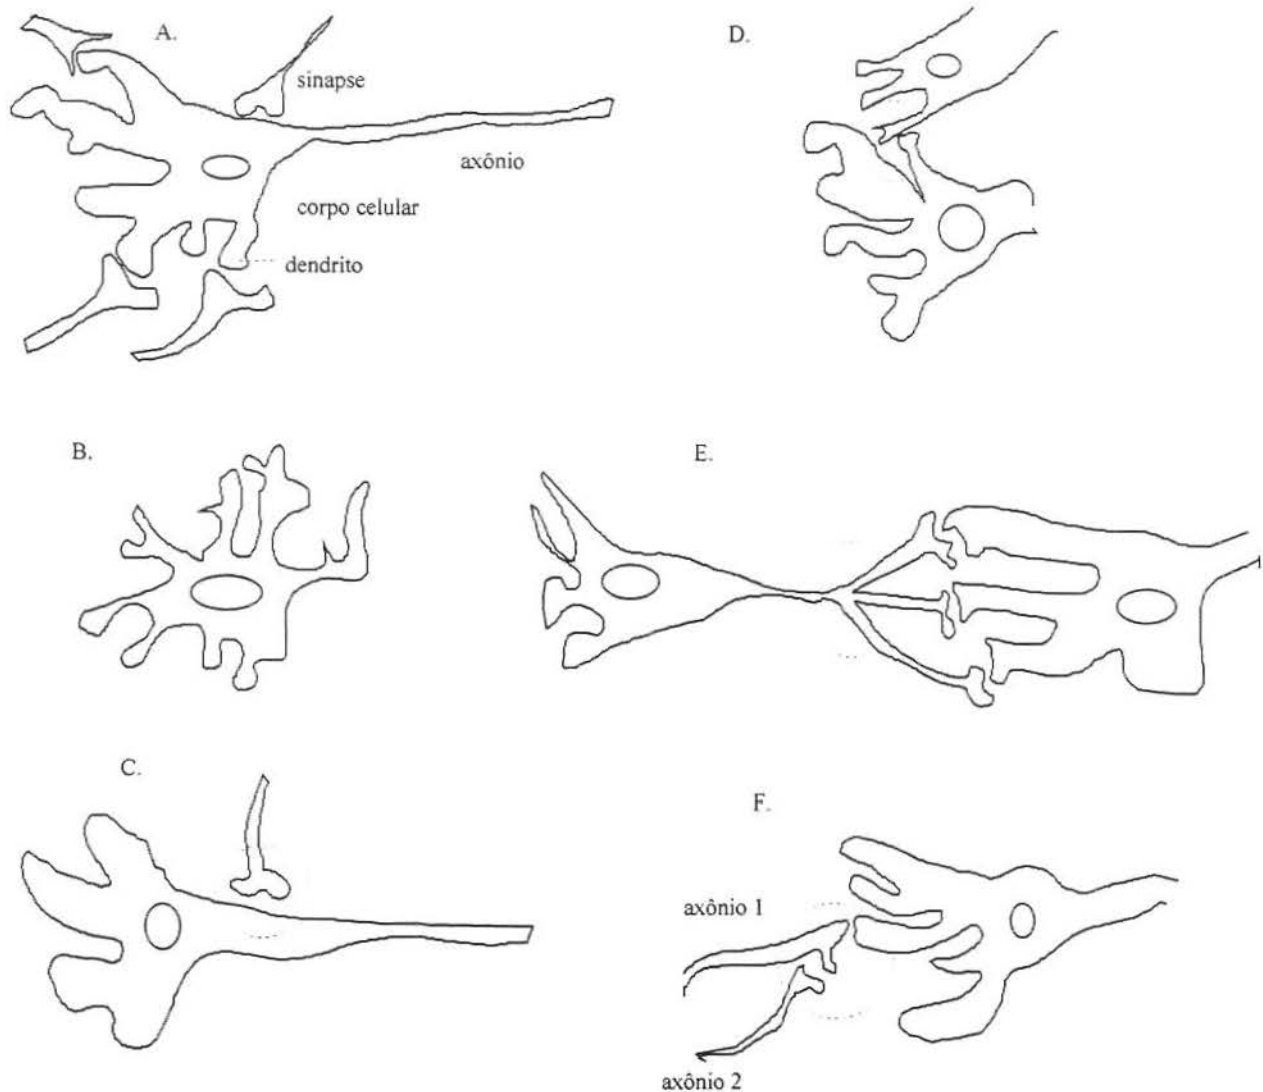 A.
sinapse
axônio
corpo celular
dendrito
D.
B.
E.
C.
F.
axônio 1
axônio 2